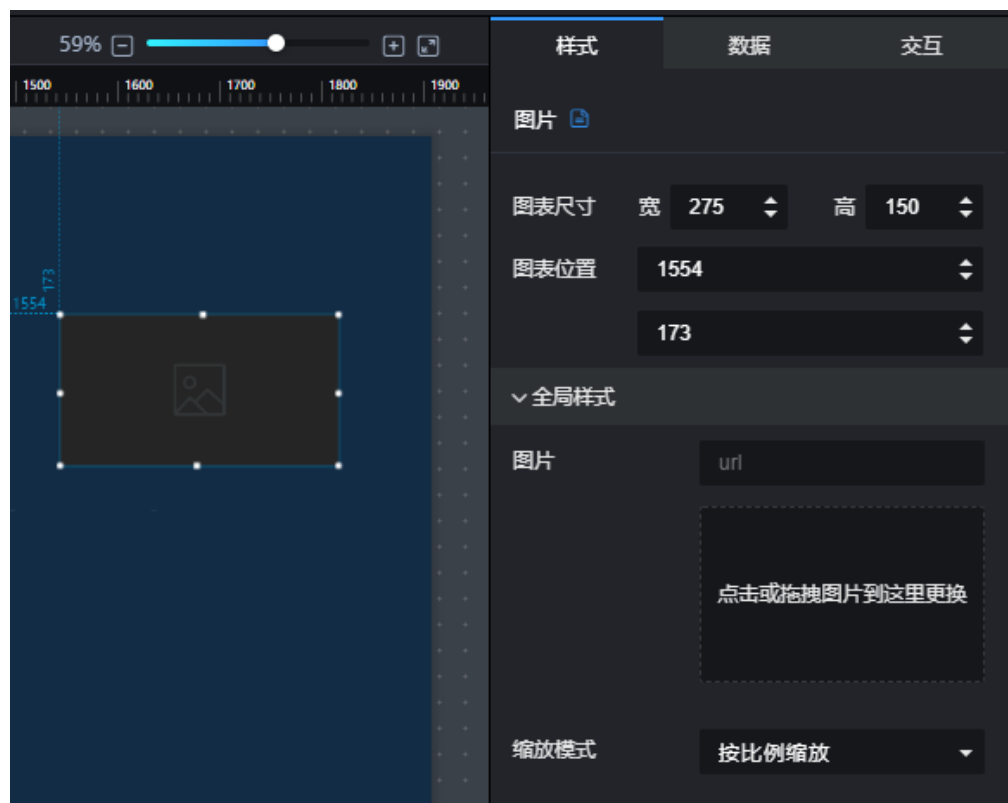 59%
样式 数据 交互
1500 1600 1700 1800 1900
图片
图表尺寸 宽 275 高 150
图表位置 1554
173
173
1554
全局样式
图片 url
点击或拖拽图片到这里更换
缩放模式 按比例缩放